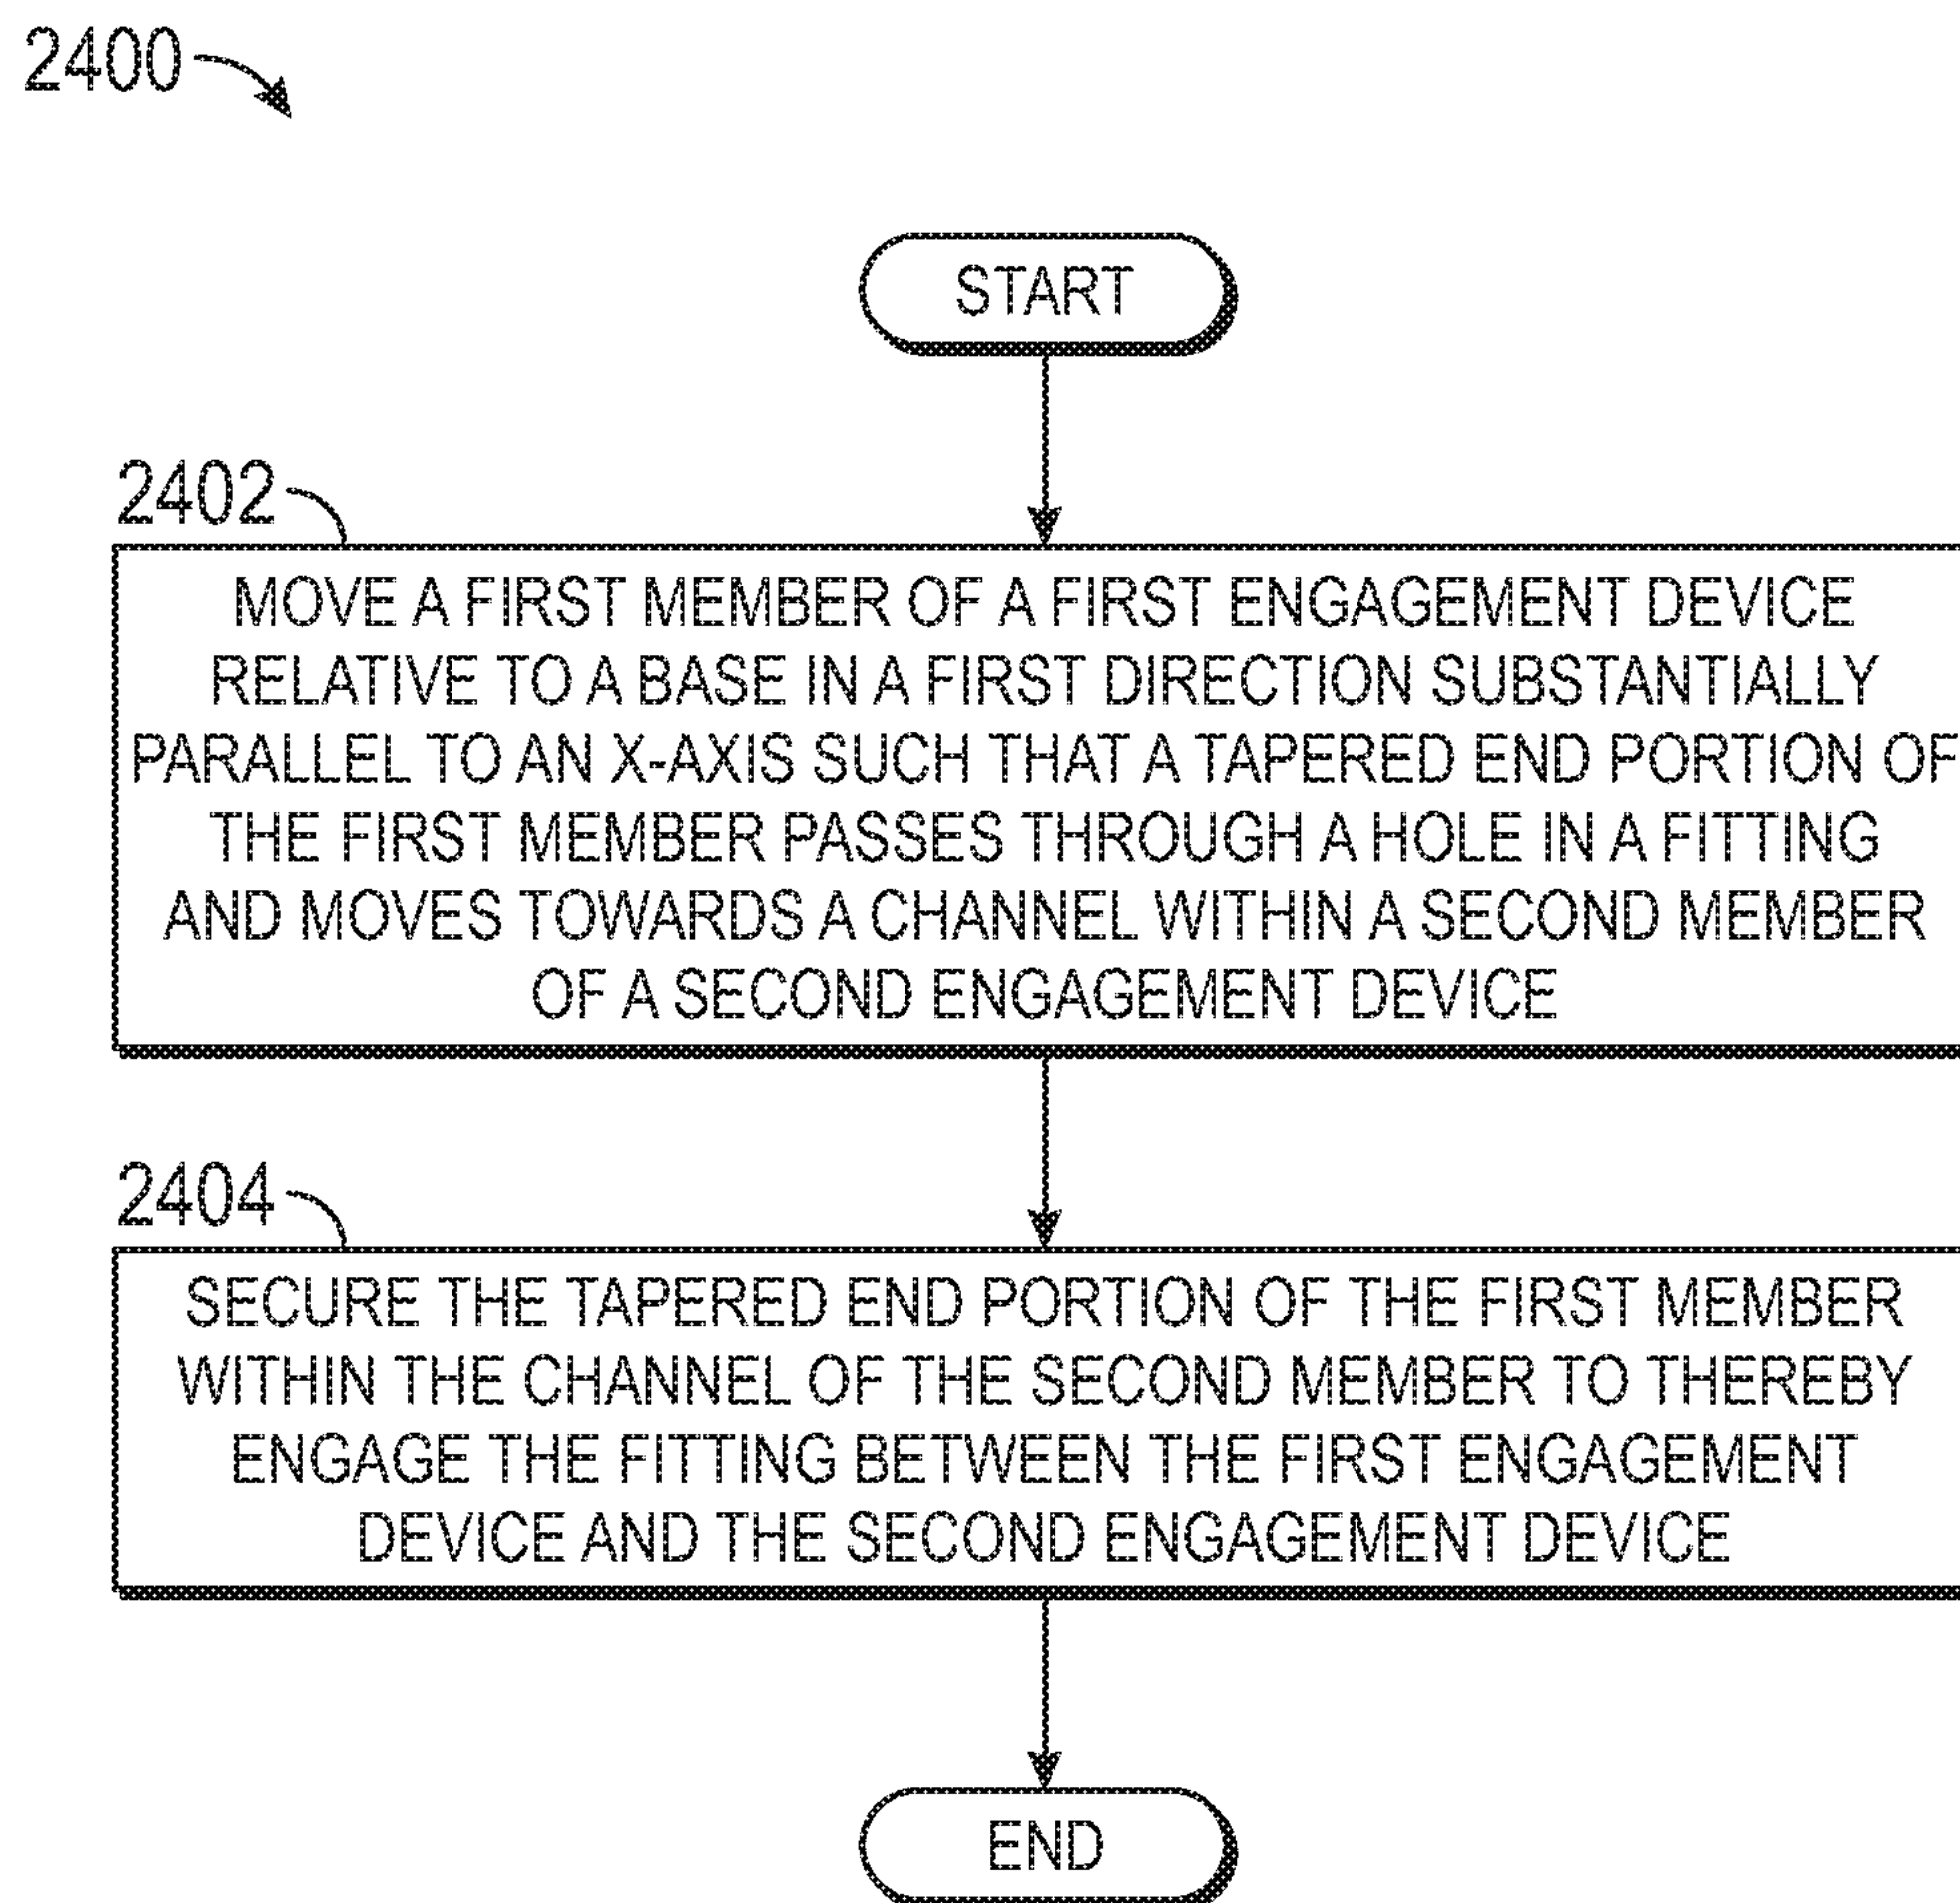 2400
START
2402
MOVE A FIRST MEMBER OF A FIRST ENGAGEMENT DEVICE
RELATIVE TO A BASE IN A FIRST DIRECTION SUBSTANTIALLY
PARALLEL TO AN X-AXIS SUCH THAT A TAPERED END PORTION OF
THE FIRST MEMBER PASSES THROUGH A HOLE IN A FITTING
AND MOVES TOWARDS A CHANNEL WITHIN A SECOND MEMBER
OF A SECOND ENGAGEMENT DEVICE
2404
SECURE THE TAPERED END PORTION OF THE FIRST MEMBER
WITHIN THE CHANNEL OF THE SECOND MEMBER TO THEREBY
ENGAGE THE FITTING BETWEEN THE FIRST ENGAGEMENT
DEVICE AND THE SECOND ENGAGEMENT DEVICE
END